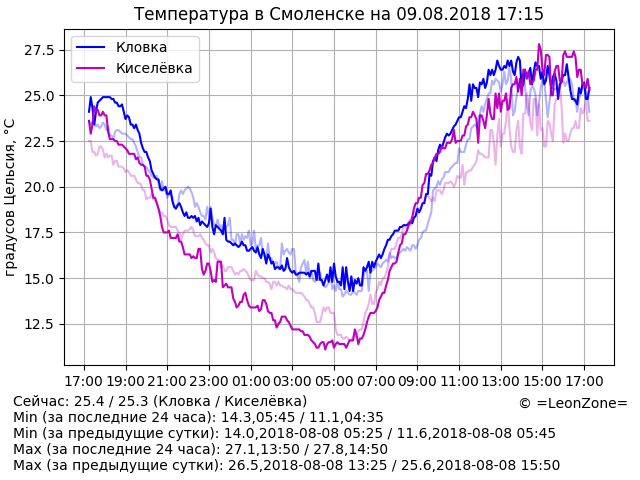 Температура в Смоленске на 09.08.2018 17:15
Кловка
Киселёвка
градусов Цельсия, °C
27.5
25.0
22.5
20.0
17.5
15.0
12.5
17:00 19:00 21:00 23:00 01:00 03:00 05:00 07:00 09:00 11:00 13:00 15:00 17:00
Сейчас: 25.4 / 25.3 (Кловка / Киселёвка)
© =LeonZone=
Min (за последние 24 часа): 14.3,05:45 / 11.1,04:35
Min (за предыдущие сутки): 14.0,2018-08-08 05:25 / 11.6,2018-08-08 05:45
Max (за последние 24 часа): 27.1,13:50 / 27.8,14:50
Max (за предыдущие сутки): 26.5,2018-08-08 13:25 / 25.6,2018-08-08 15:50